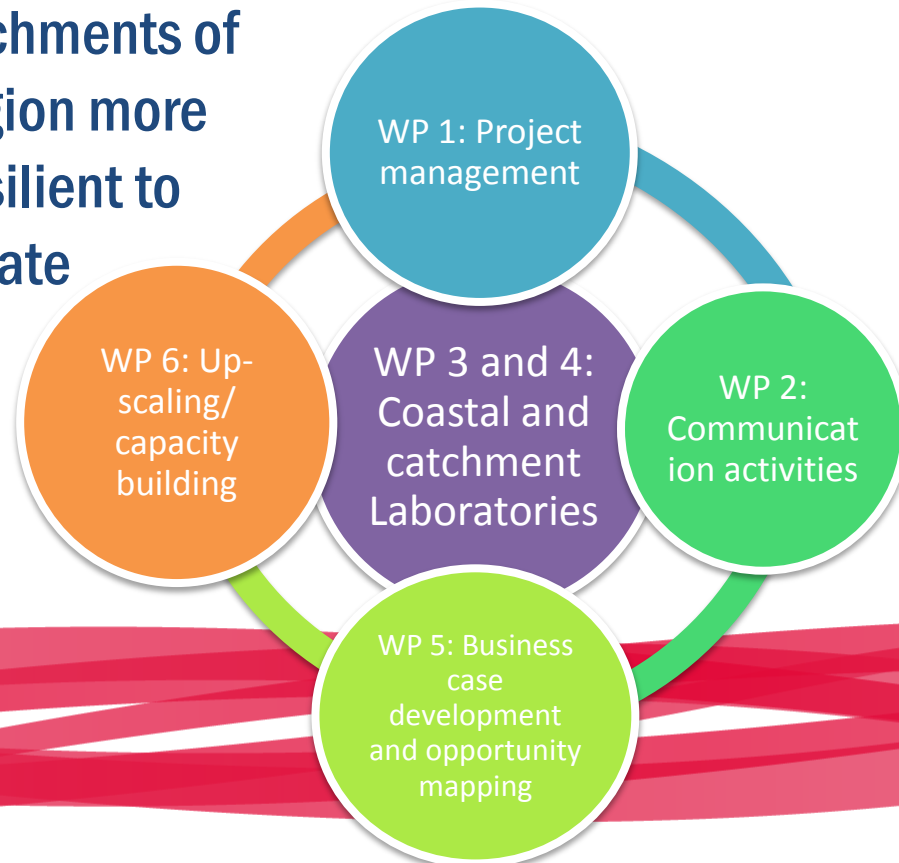 chments of
gion more
silient to
ate
WP 1: Project
management
WP 6: Up-
scaling/
capacity
building
WP 3 and 4:
Coastal and
catchment
Laboratories
WP 2:
Communicat
ion activities
WP 5: Business
case
development
and opportunity
mapping